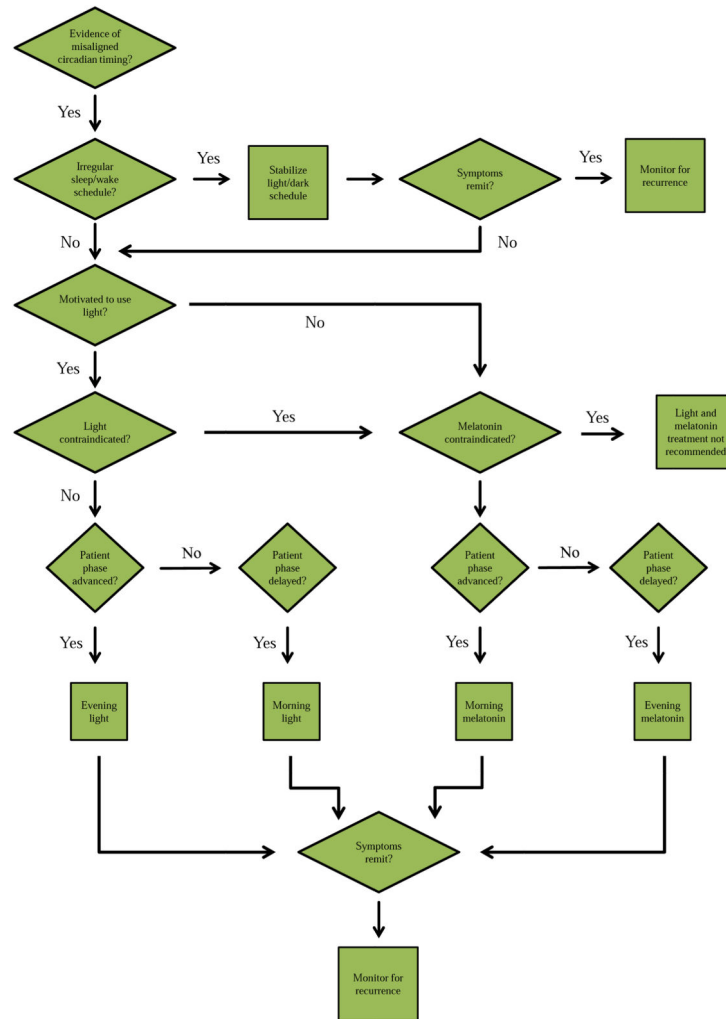 Evidence of
misaligned
circadian timing?
Yes
Irregular
sleep/wake
schedule?
Yes
Stabilize
light/dark
schedule
Symptoms
remit?
Yes
Monitor for
recurrence
No
No
Motivated to use
light?
No
Yes
Light
contraindicated?
Yes
Melatonin
contraindicated?
Yes
Light and
melatonin
treatment not
recommended
No
Patient
phase
advanced?
No
Patient
phase
delayed?
Patient
phase
advanced?
No
Patient
phase
delayed?
Yes
Yes
Yes
Yes
Evening
light
Morning
light
Morning
melatonin
Evening
melatonin
Symptoms
remit?
Monitor for
recurrence